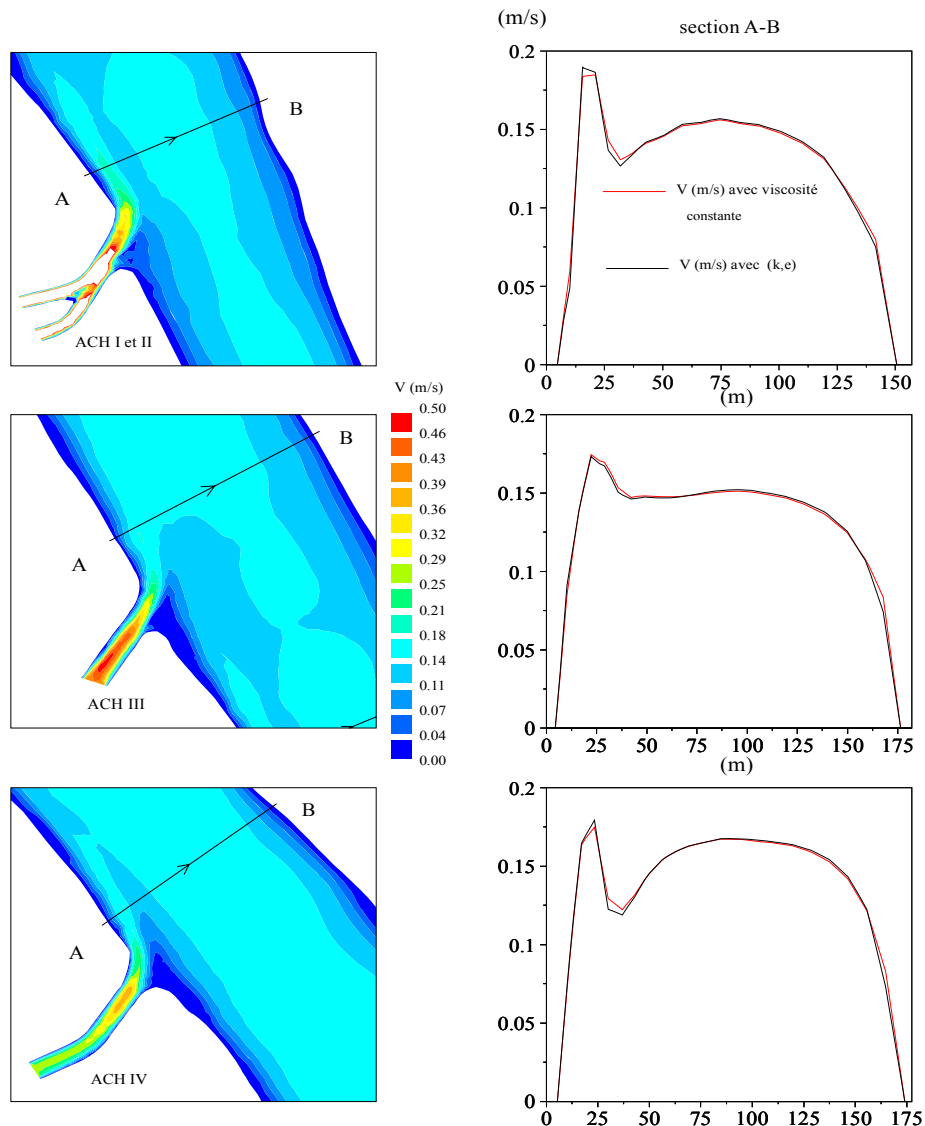 (m/s)
section A-B
A
B
ACH I et II
0.2
0.15
0.1
0.05
0
V (m/s) avec viscosité
constante
V (m/s) avec (k,e)
0 25 50 75 100 125 150
(m)
A
B
ACH III
V (m/s)
0.50
0.46
0.43
0.39
0.36
0.32
0.29
0.25
0.21
0.18
0.14
0.11
0.07
0.04
0.00
0.2
0.15
0.1
0.05
0
0 25 50 75 100 125 150 175
(m)
A
B
ACH IV
0.2
0.15
0.1
0.05
0
0 25 50 75 100 125 150 175